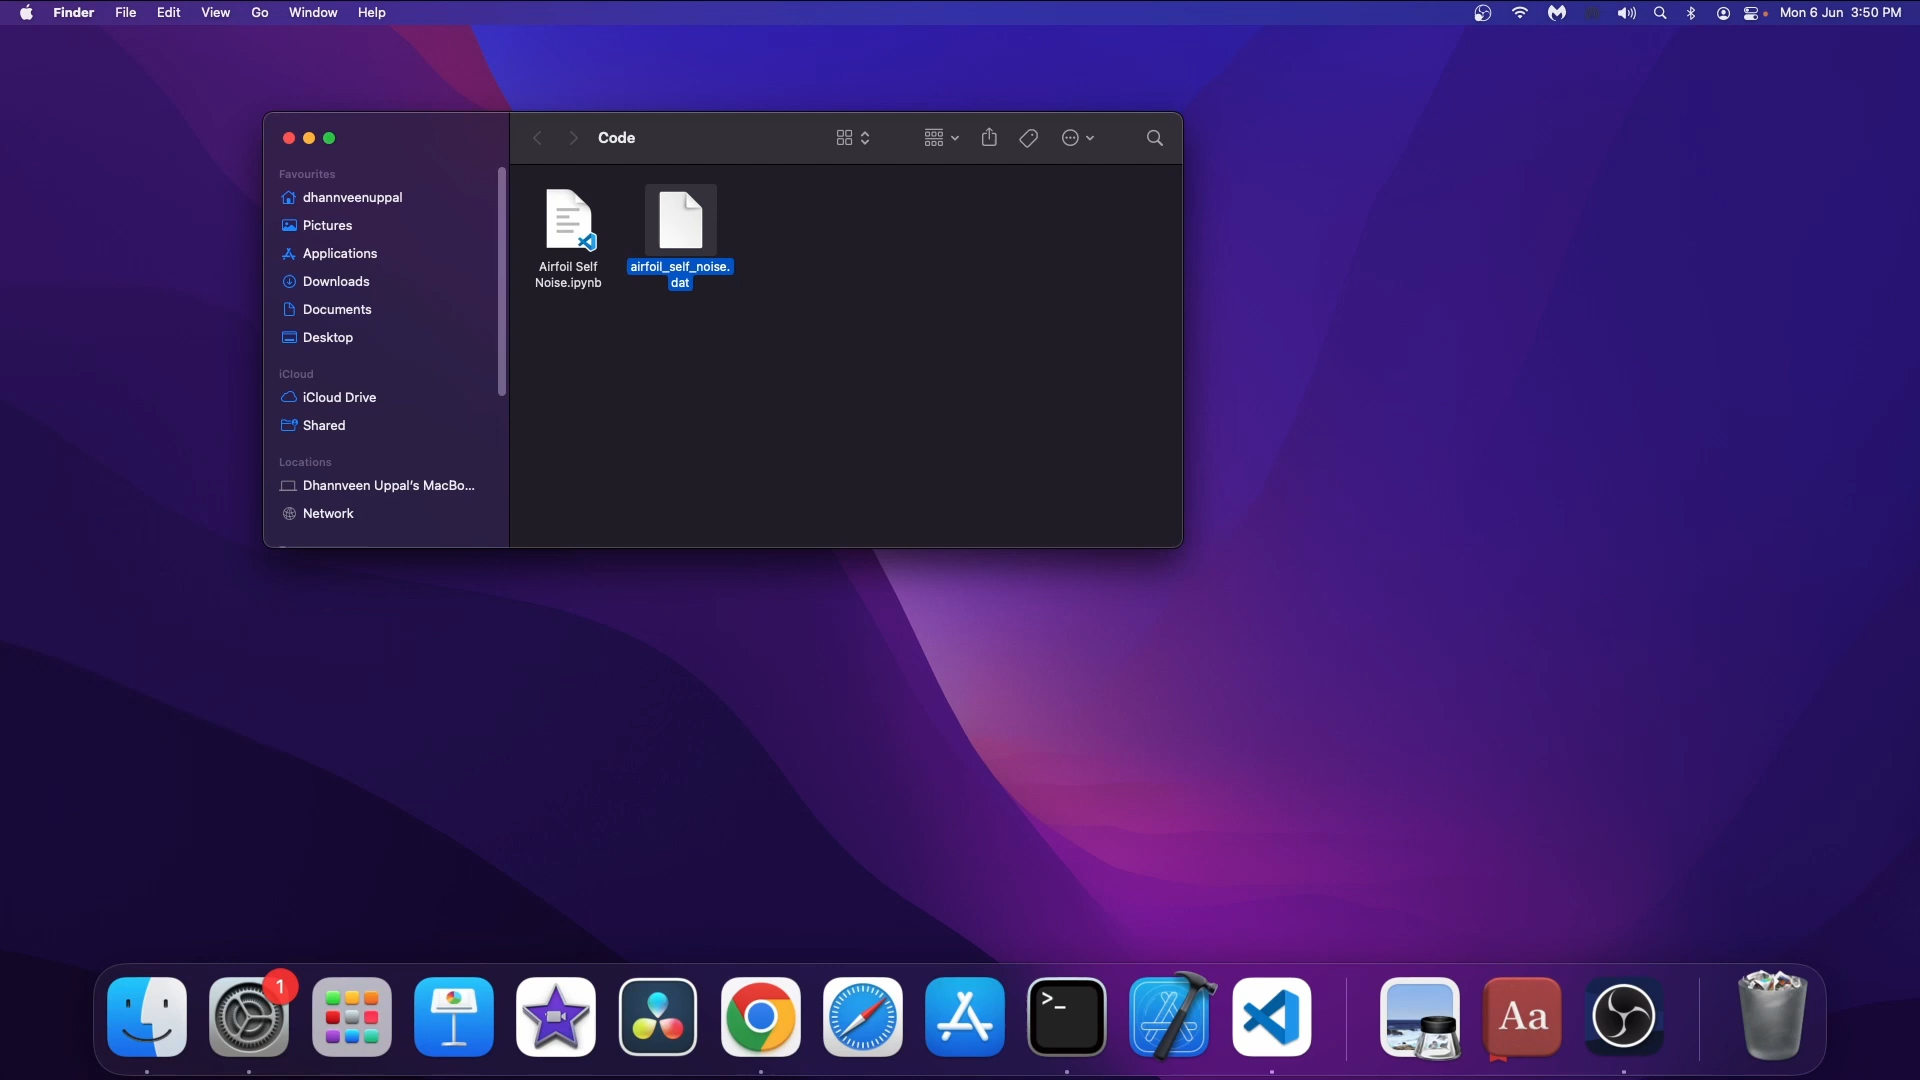 Finder File Edit View Go Window Help
Mon 6 Jun 3:50 PM
Code
Favourites
dhannveenuppal
Pictures
Applications
Downloads
Documents
Desktop
iCloud
iCloud Drive
Shared
Locations
Dhannveen Uppal's MacBo...
Network
Airfoil Self
Noise.ipynb
airfoil_self_noise.
dat
1
>_
Aa